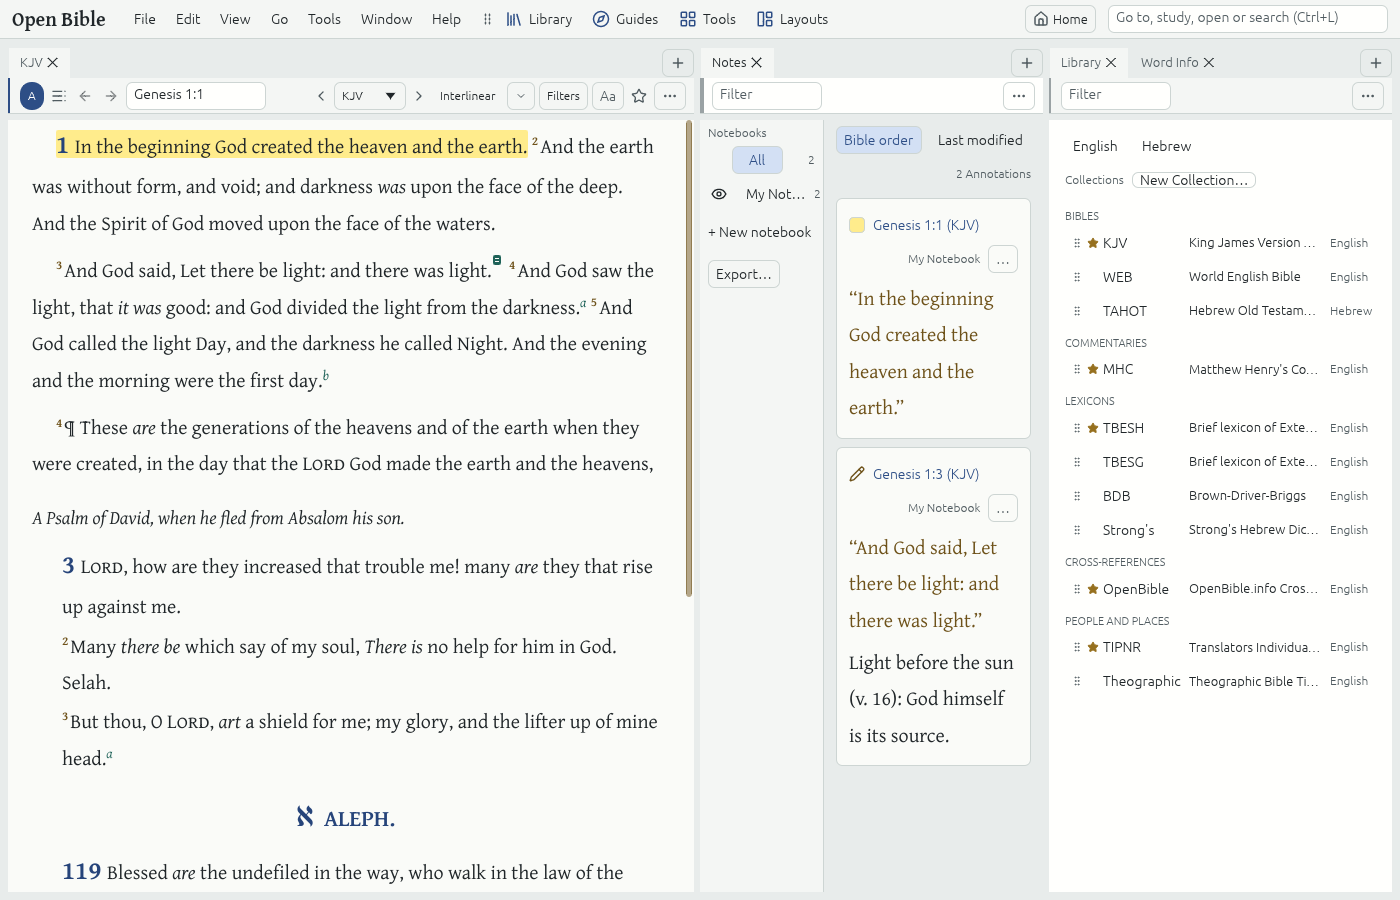 Open Bible File Edit View Go Tools Window Help Library Guides Tools Layouts Home Go to, study, open or search (Ctrl+L)
KJV
A Genesis 1:1 KJV Interlinear Filters Aa
1 In the beginning God created the heaven and the earth. 2 And the earth
was without form, and void; and darkness was upon the face of the deep.
And the Spirit of God moved upon the face of the waters.
3 And God said, Let there be light: and there was light. 4 And God saw the
light, that it was good: and God divided the light from the darkness.a 5 And
God called the light Day, and the darkness he called Night. And the evening
and the morning were the first day.b
4 ¶ These are the generations of the heavens and of the earth when they
were created, in the day that the LORD God made the earth and the heavens,
A Psalm of David, when he fled from Absalom his son.
3 LORD, how are they increased that trouble me! many are they that rise
up against me.
2 Many there be which say of my soul, There is no help for him in God.
Selah.
3 But thou, O LORD, art a shield for me; my glory, and the lifter up of mine
head.a
א ALEPH.
119 Blessed are the undefiled in the way, who walk in the law of the
Notes
Filter
Notebooks
All 2
My Not… 2
+ New notebook
Export…
Bible order Last modified
2 Annotations
Genesis 1:1 (KJV)
My Notebook …
“In the beginning
God created the
heaven and the
earth.”
Genesis 1:3 (KJV)
My Notebook …
“And God said, Let
there be light: and
there was light.”
Light before the sun
(v. 16): God himself
is its source.
Library Word Info
Filter
English Hebrew
Collections New Collection…
BIBLES
KJV King James Version … English
WEB World English Bible English
TAHOT Hebrew Old Testam… Hebrew
COMMENTARIES
MHC Matthew Henry's Co… English
LEXICONS
TBESH Brief lexicon of Exte… English
TBESG Brief lexicon of Exte… English
BDB Brown-Driver-Briggs English
Strong's Strong's Hebrew Dic… English
CROSS-REFERENCES
OpenBible OpenBible.info Cros… English
PEOPLE AND PLACES
TIPNR Translators Individua… English
Theographic Theographic Bible Ti… English